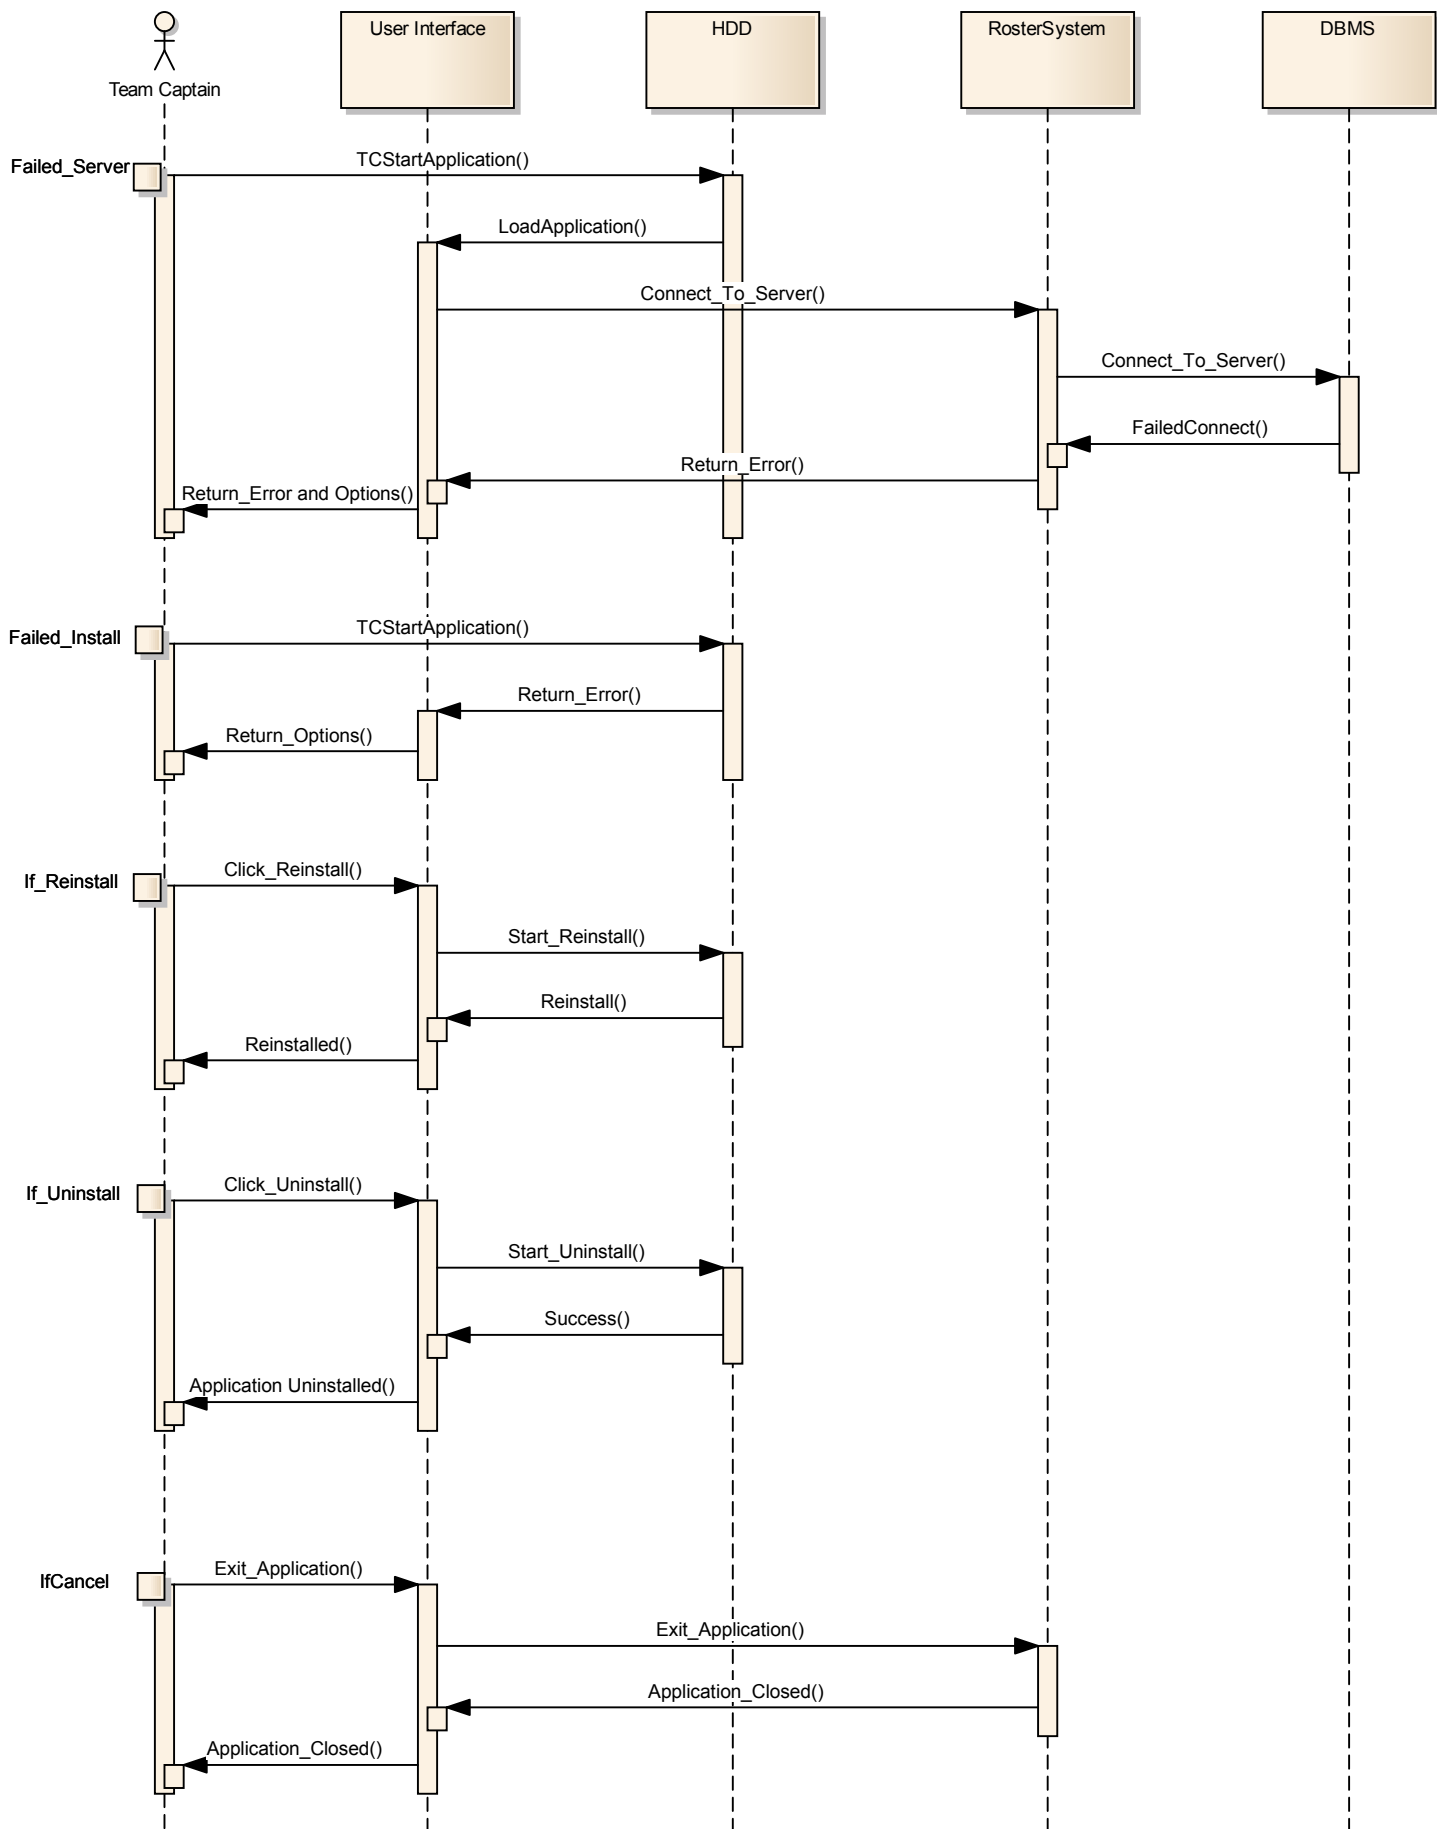 User Interface
HDD
RosterSystem
DBMS
Team Captain
Failed_Server
TCStartApplication()
LoadApplication()
Connect_To_Server()
Connect_To_Server()
FailedConnect()
Return_Error()
Return_Error and Options()
Failed_Install
TCStartApplication()
Return_Error()
Return_Options()
If_Reinstall
Click_Reinstall()
Start_Reinstall()
Reinstall()
Reinstalled()
If_Uninstall
Click_Uninstall()
Start_Uninstall()
Success()
Application Uninstalled()
IfCancel
Exit_Application()
Exit_Application()
Application_Closed()
Application_Closed()